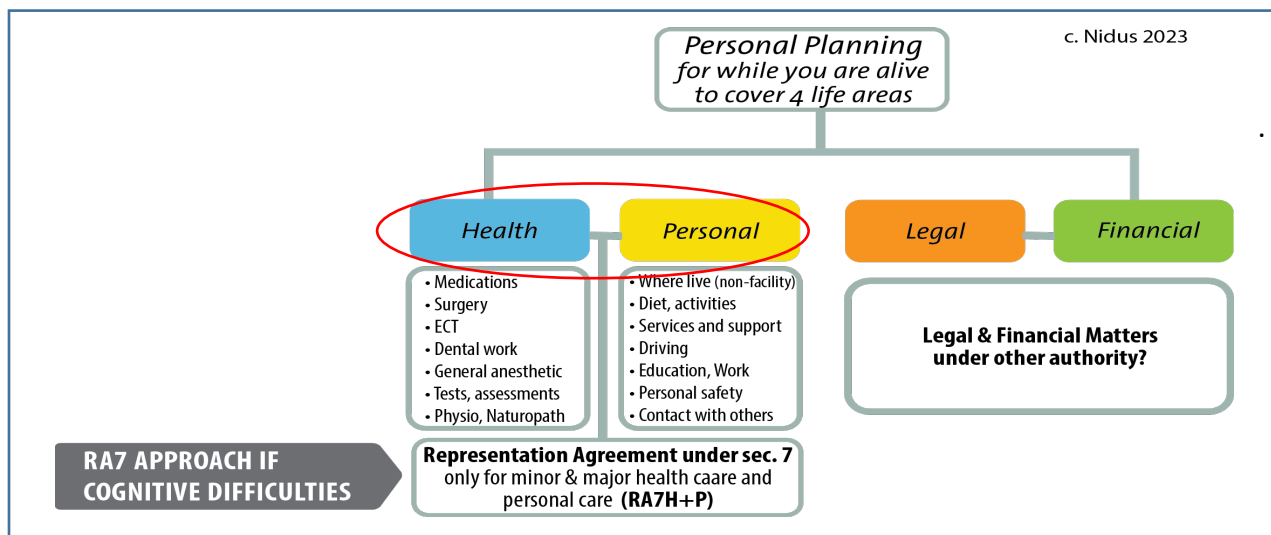 Personal Planning
for while you are alive
to cover 4 life areas
c. Nidus 2023
.
Health
Personal
Legal
Financial
• Medications
• Surgery
• ECT
• Dental work
• General anesthetic
• Tests, assessments
• Physio, Naturopath
• Where live (non-facility)
• Diet, activities
• Services and support
• Driving
• Education, Work
• Personal safety
• Contact with others
Legal & Financial Matters
under other authority?
RA7 APPROACH IF
COGNITIVE DIFFICULTIES
Representation Agreement under sec. 7
only for minor & major health caare and
personal care (RA7H+P)